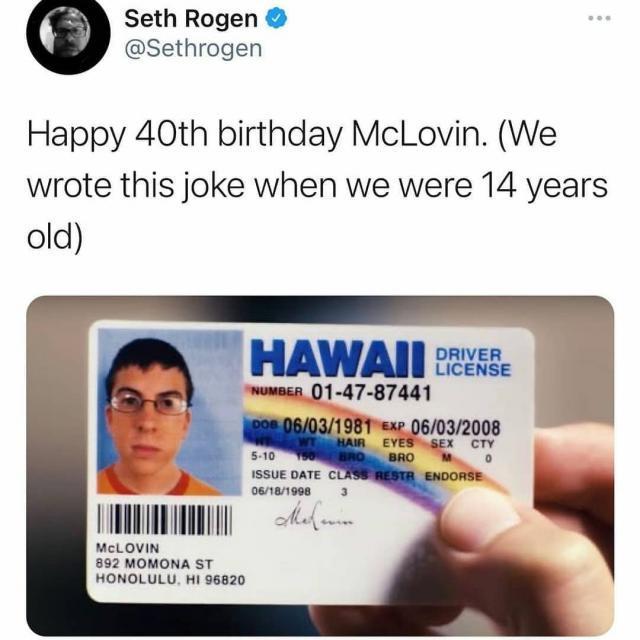 Seth Rogen
@Sethrogen
Happy 40th birthday McLovin. (We
wrote this joke when we were 14 years
old)
HAWAII DRIVER
LICENSE
NUMBER 01-47-87441
DOB 06/03/1981 EXP 06/03/2008
HT WT HAIR EYES SEX CTY
5-10 150 BRO BRO M 0
ISSUE DATE CLASS RESTR ENDORSE
06/18/1998 3
McLovin
McLOVIN
892 MOMONA ST
HONOLULU, HI 96820